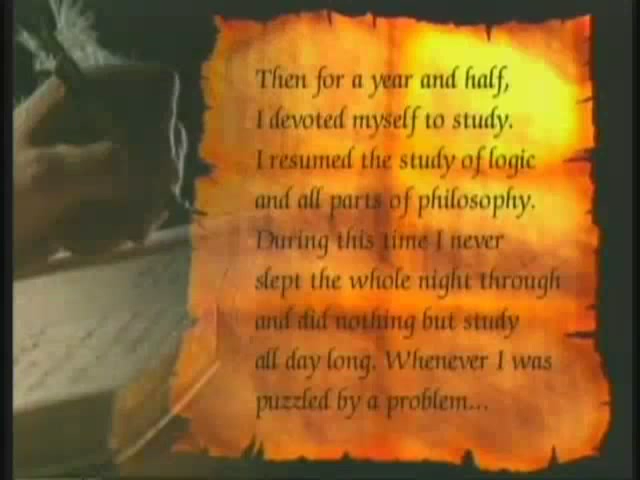 Then for a year and half,
I devoted myself to study.
I resumed the study of logic
and all parts of philosophy.
During this time I never
slept the whole night through
and did nothing but study
all day long. Whenever I was
puzzled by a problem...